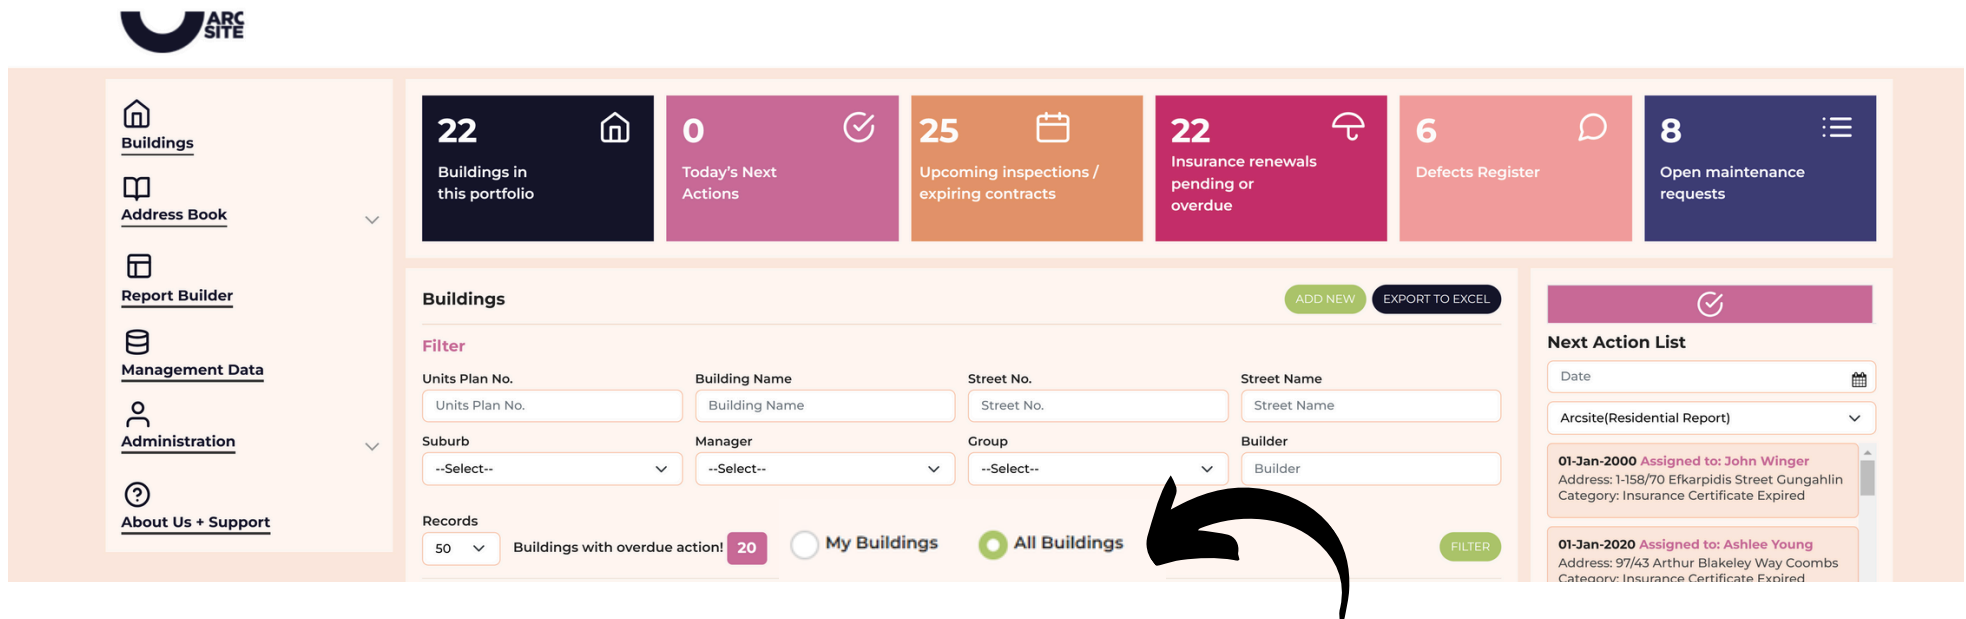 ARC
SITE
Buildings
Address Book
Report Builder
Management Data
Administration
About Us + Support
22
Buildings in
this portfolio
0
Today's Next
Actions
25
Upcoming inspections /
expiring contracts
22
Insurance renewals
pending or
overdue
6
Defects Register
8
Open maintenance
requests
Buildings
ADD NEW
EXPORT TO EXCEL
Filter
Units Plan No.
Building Name
Street No.
Street Name
Units Plan No.
Building Name
Street No.
Street Name
Suburb
Manager
Group
Builder
--Select--
--Select--
--Select--
Builder
Records
50
Buildings with overdue action! 20
My Buildings
All Buildings
FILTER
Next Action List
Date
Arcsite(Residential Report)
01-Jan-2000 Assigned to: John Winger
Address: 1-158/70 Efkarpidis Street Gungahlin
Category: Insurance Certificate Expired
01-Jan-2020 Assigned to: Ashlee Young
Address: 97/43 Arthur Blakeley Way Coombs
Category: Insurance Certificate Expired